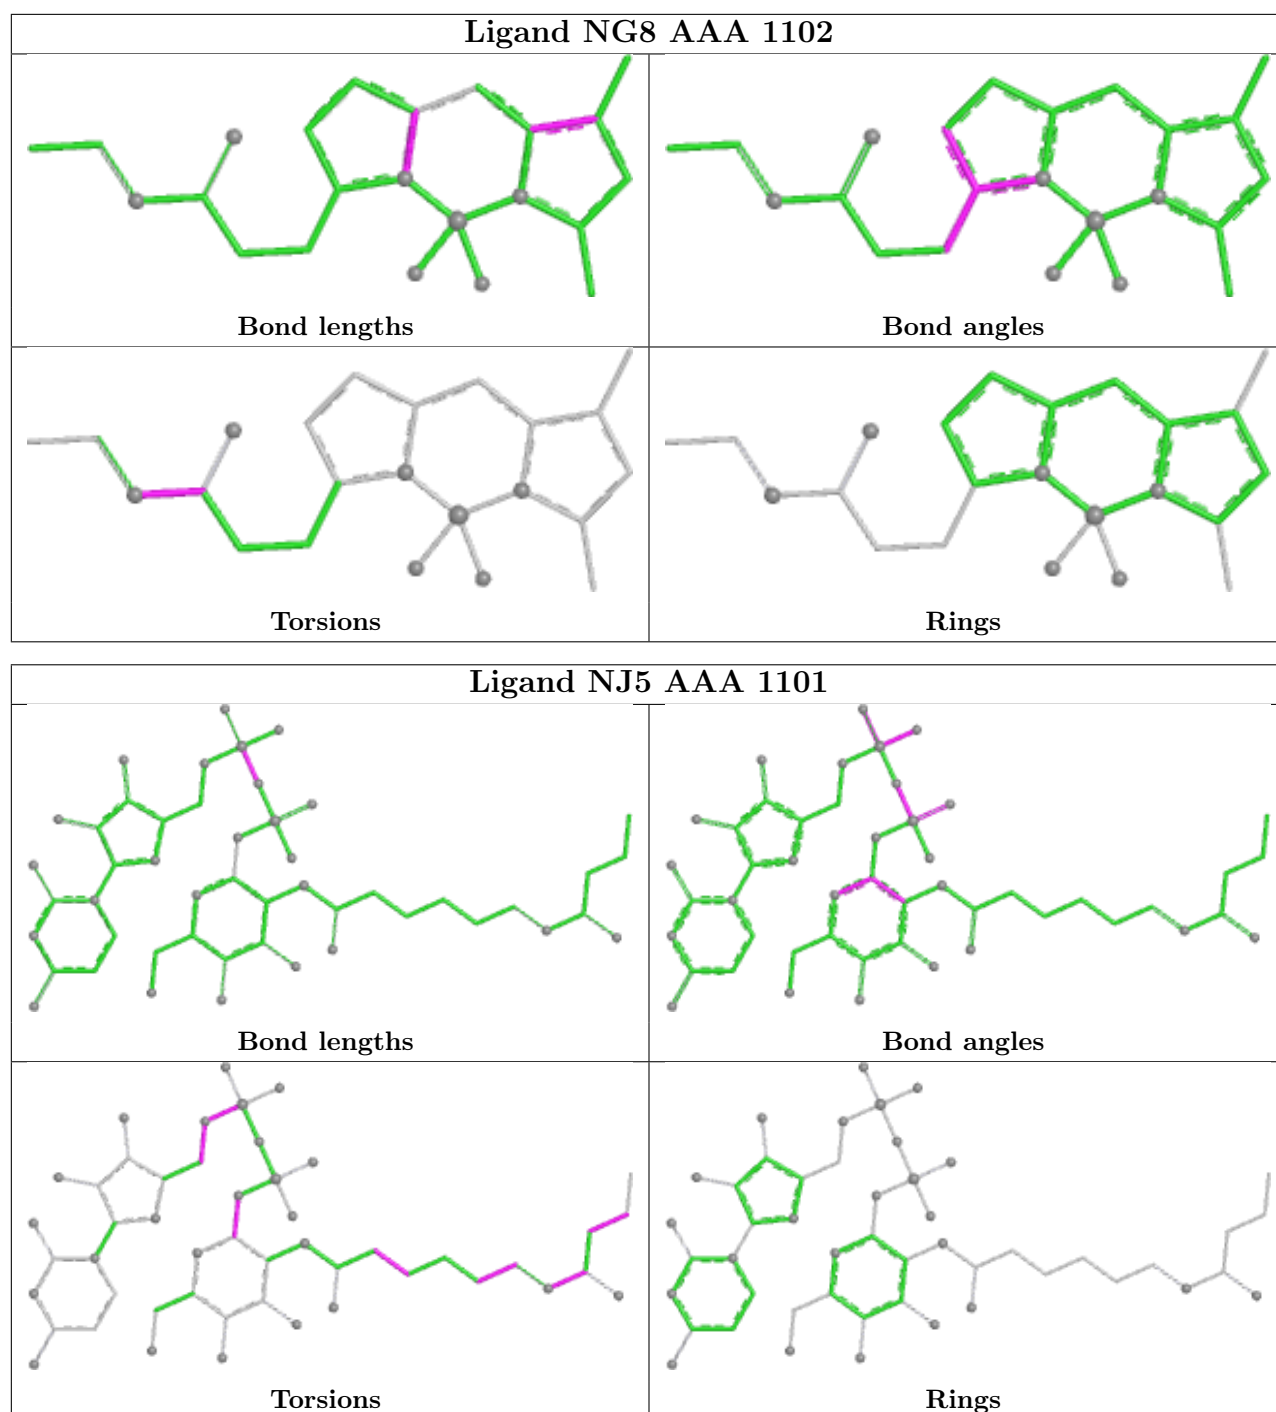 Ligand NG8 AAA 1102
Bond lengths
Bond angles
Torsions
Rings
Ligand NJ5 AAA 1101
Bond lengths
Bond angles
Torsions
Rings